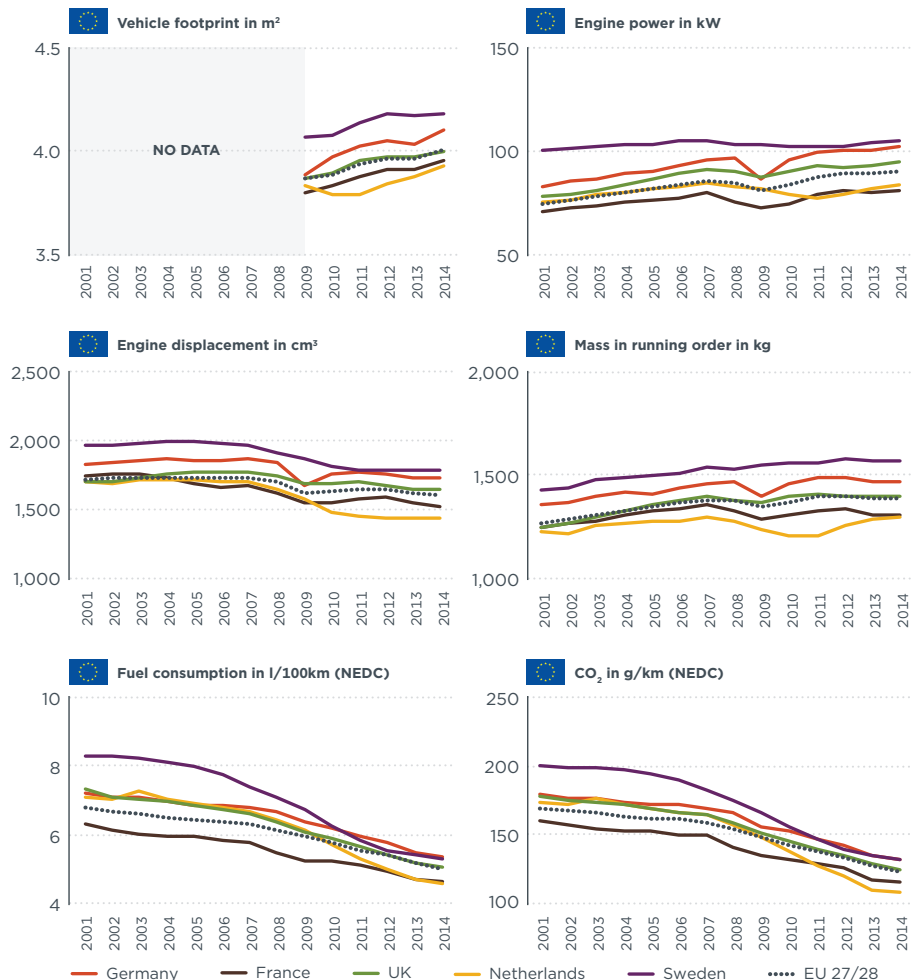 Vehicle footprint in m²
4.5
4.0
3.5
NO DATA
2001 2002 2003 2004 2005 2006 2007 2008 2009 2010 2011 2012 2013 2014
Engine power in kW
150
100
50
2001 2002 2003 2004 2005 2006 2007 2008 2009 2010 2011 2012 2013 2014
Engine displacement in cm³
2,500
2,000
1,500
1,000
2001 2002 2003 2004 2005 2006 2007 2008 2009 2010 2011 2012 2013 2014
Mass in running order in kg
2,000
1,500
1,000
2001 2002 2003 2004 2005 2006 2007 2008 2009 2010 2011 2012 2013 2014
Fuel consumption in l/100km (NEDC)
10
8
6
4
2001 2002 2003 2004 2005 2006 2007 2008 2009 2010 2011 2012 2013 2014
CO₂ in g/km (NEDC)
250
200
150
100
2001 2002 2003 2004 2005 2006 2007 2008 2009 2010 2011 2012 2013 2014
Germany France UK Netherlands Sweden EU 27/28